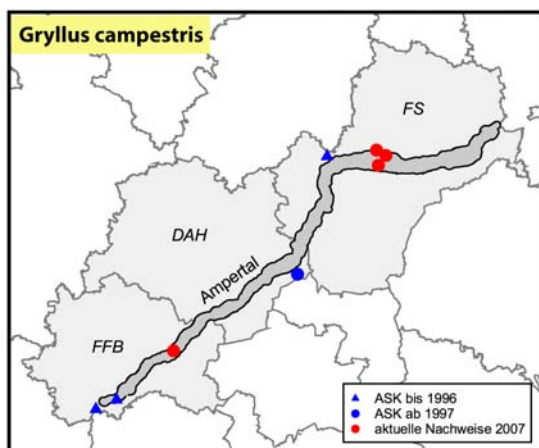 Gryllus campestris
FS
DAH
Ampertal
FFB
ASK bis 1996
ASK ab 1997
aktuelle Nachweise 2007